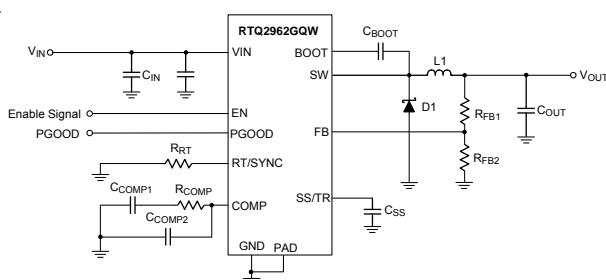 RTQ2962GQW
CBOOT
VIN
VIN
BOOT
L1
CIN
SW
VOUT
D1
RFB1
COUT
Enable Signal
EN
PGOOD
PGOOD
FB
RRT
RT/SYNC
RFB2
CCOMP1
RCOMP
COMP
SS/TR
CSS
CCOMP2
GND
PAD